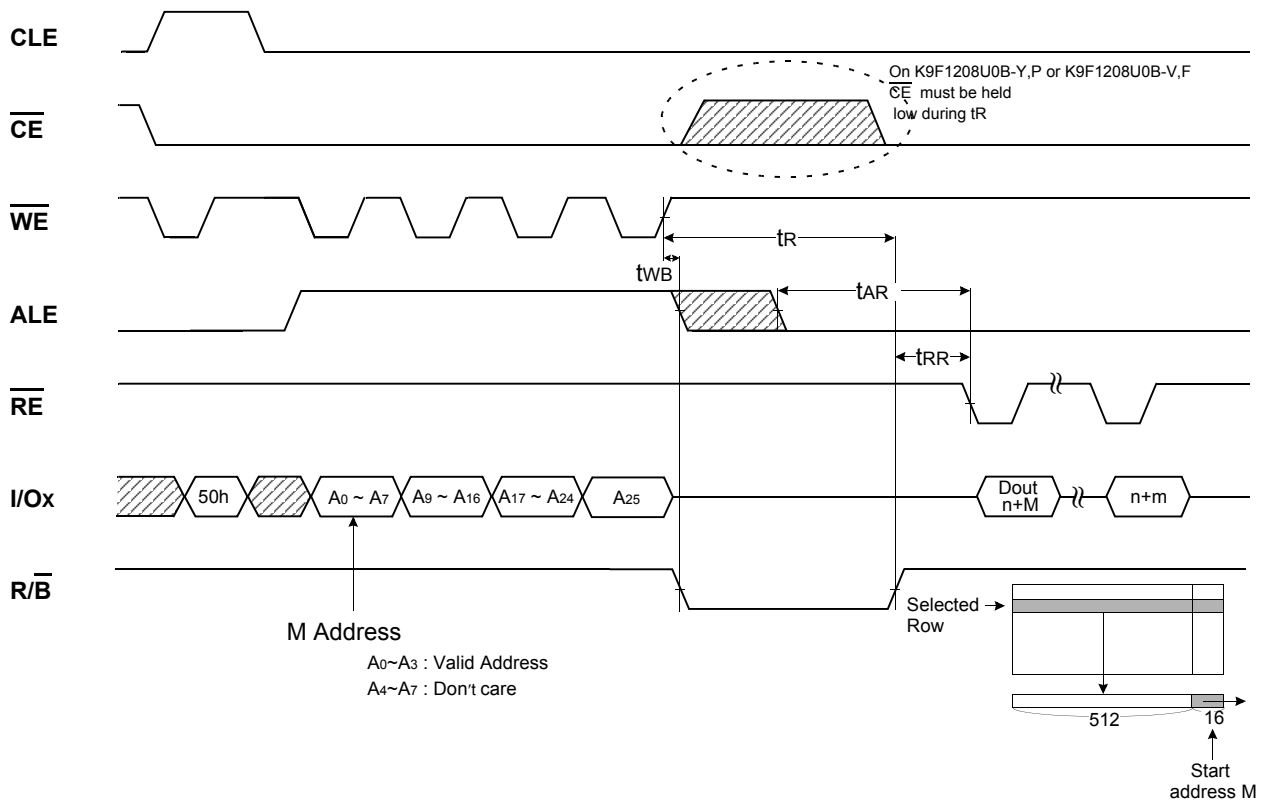 CLE
On K9F1208U0B-Y,P or K9F1208U0B-V,F
CE must be held
low during tR
CE
WE
tR
tWB
ALE
tAR
tRR
RE
I/Ox
50h
A0 ~ A7
A9 ~ A16
A17 ~ A24
A25
Dout
n+M
n+m
R/B
Selected
Row
M Address
A0~A3 : Valid Address
A4~A7 : Don't care
512
16
Start
address M